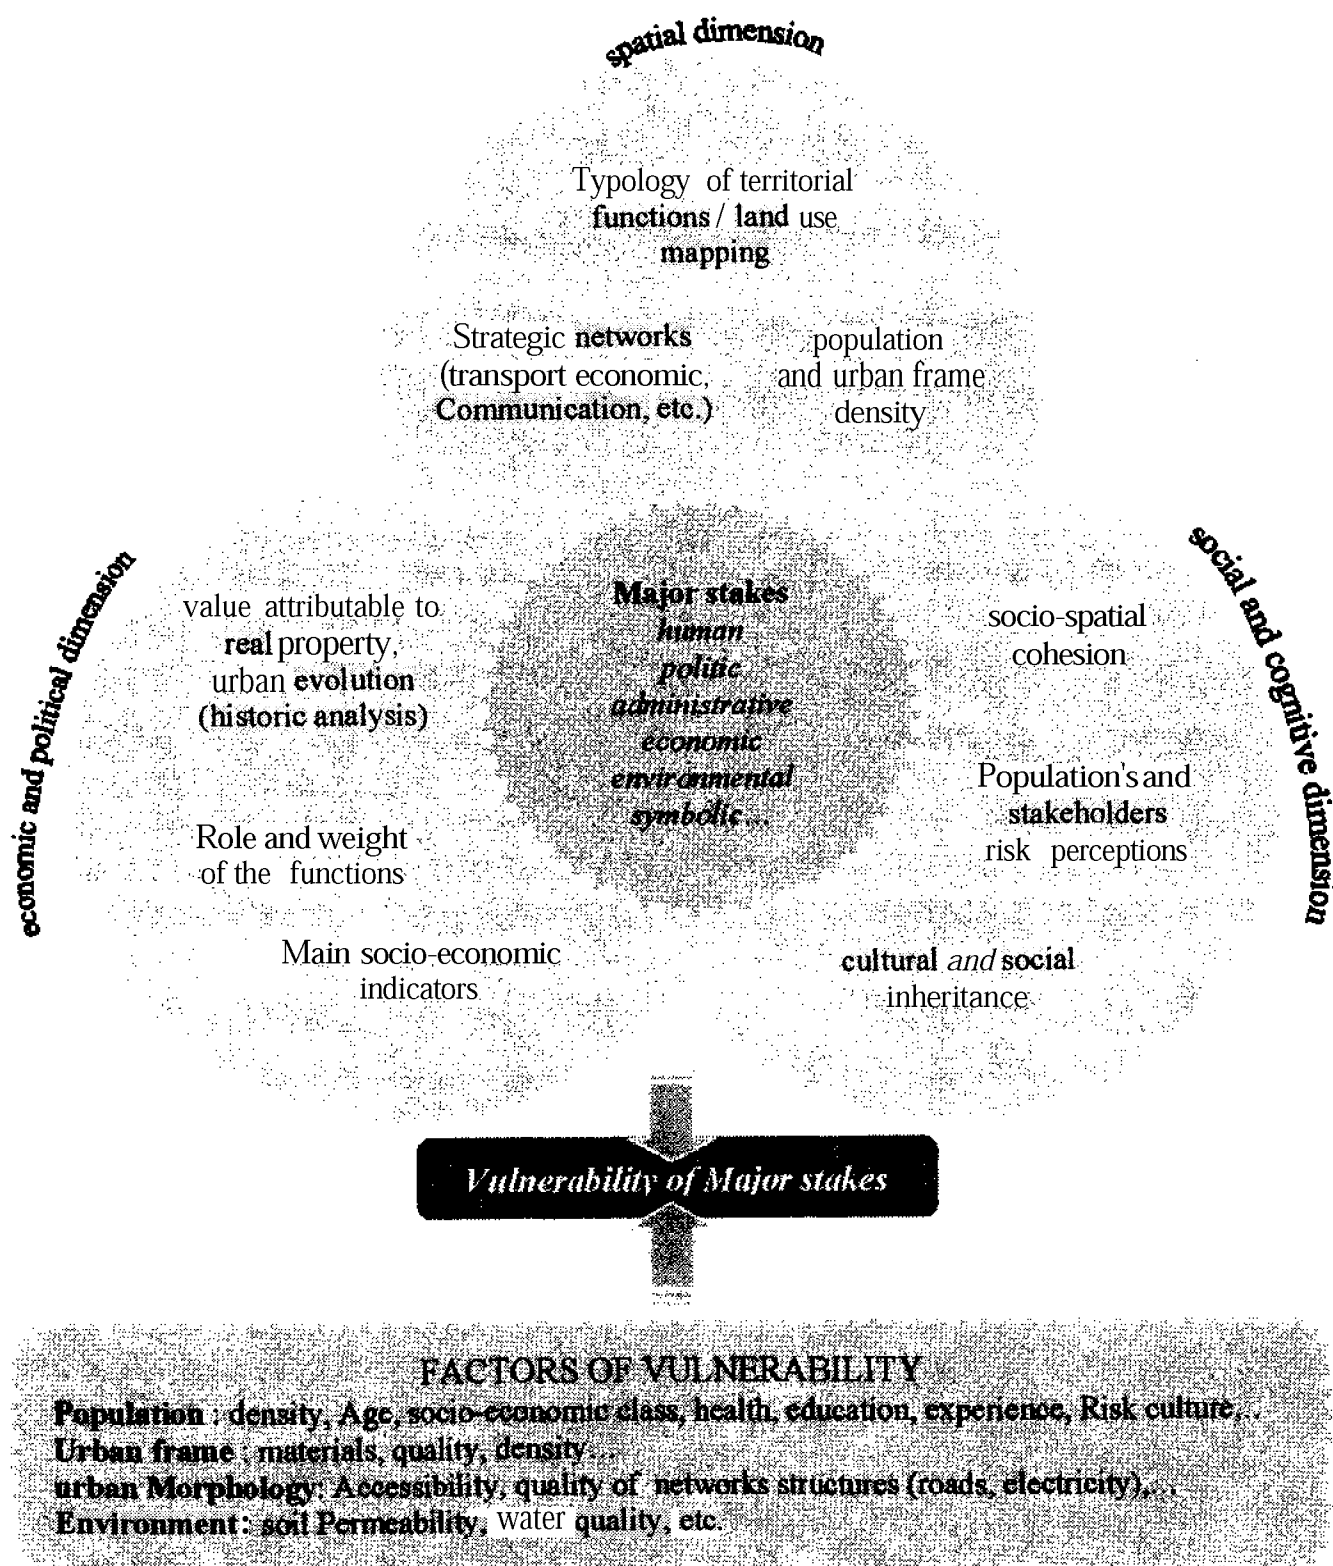 spatial dimension
Typology of territorial
functions / land use
mapping
Strategic networks
(transport economic,
Communication, etc.)
population
and urban frame
density
economic and political dimension
value attributable to
real property,
urban evolution
(historic analysis)
Role and weight
of the functions
Main socio-economic
indicators
Major stakes
human
politic
administrative
economic
environmental
symbolic...
social and cognitive dimension
socio-spatial
cohesion
Population's and
stakeholders
risk perceptions
cultural and social
inheritance
Vulnerability of Major stakes
FACTORS OF VULNERABILITY
Population : density, Age, socio-economic class, health, education, experience, Risk culture,..
Urban frame : materials, quality, density...
urban Morphology: Accessibility, quality of networks structures (roads, electricity),...
Environment: soil Permeability, water quality, etc.